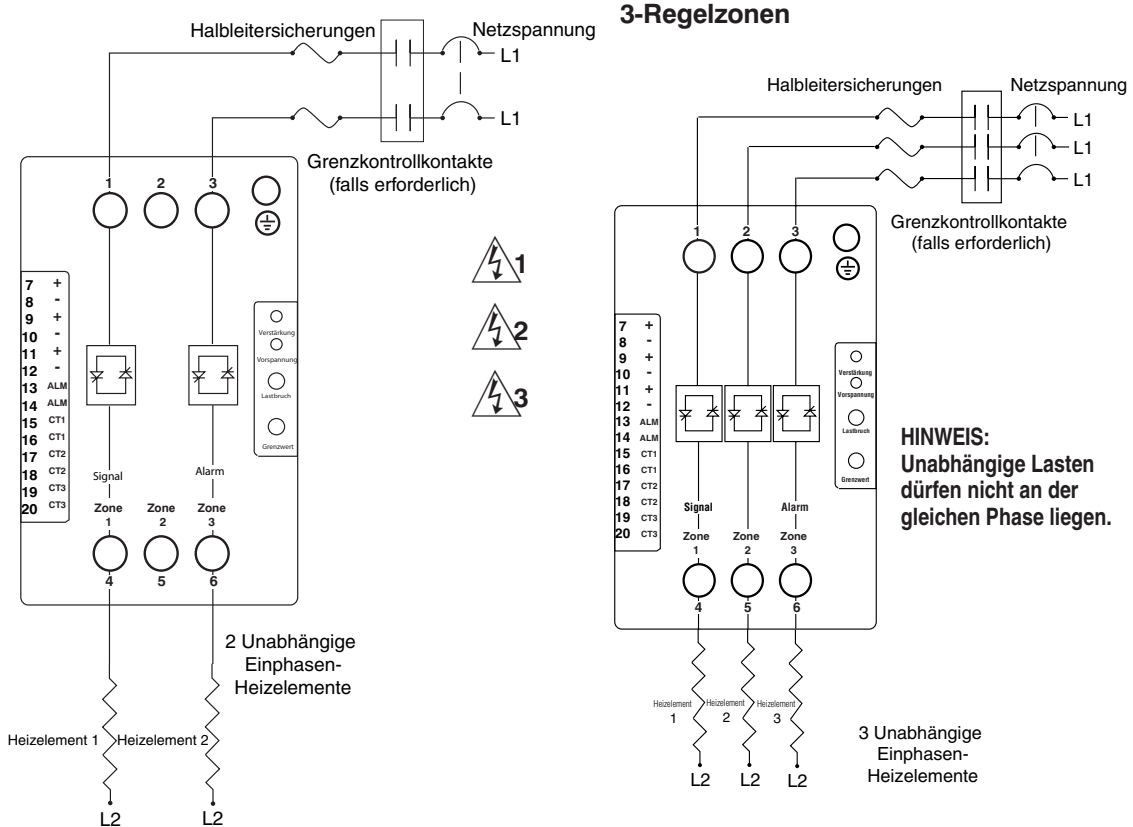 3-Regelzonen
Halbleitersicherungen
Netzspannung
L1
L1
Grenzkontrollkontakte
(falls erforderlich)
1 2 3
7 +
8 -
9 +
10 -
11 +
12 -
13 ALM
14 ALM
15 CT1
16 CT1
17 CT2
18 CT2
19 CT3
20 CT3
Verstärkung
Vorspannung
Lastbruch
Grenzwert
Signal
Alarm
Zone Zone Zone
1 2 3
4 5 6
2 Unabhängige
Einphasen-
Heizelemente
Heizelement 1
Heizelement 2
L2 L2
1
2
3
Halbleitersicherungen
Netzspannung
L1
L1
L1
Grenzkontrollkontakte
(falls erforderlich)
1 2 3
7 +
8 -
9 +
10 -
11 +
12 -
13 ALM
14 ALM
15 CT1
16 CT1
17 CT2
18 CT2
19 CT3
20 CT3
Verstärkung
Vorspannung
Lastbruch
Grenzwert
Signal
Alarm
Zone Zone Zone
1 2 3
4 5 6
Heizelement
1
Heizelement
2
Heizelement
3
L2 L2 L2
3 Unabhängige
Einphasen-
Heizelemente
HINWEIS:
Unabhängige Lasten
dürfen nicht an der
gleichen Phase liegen.